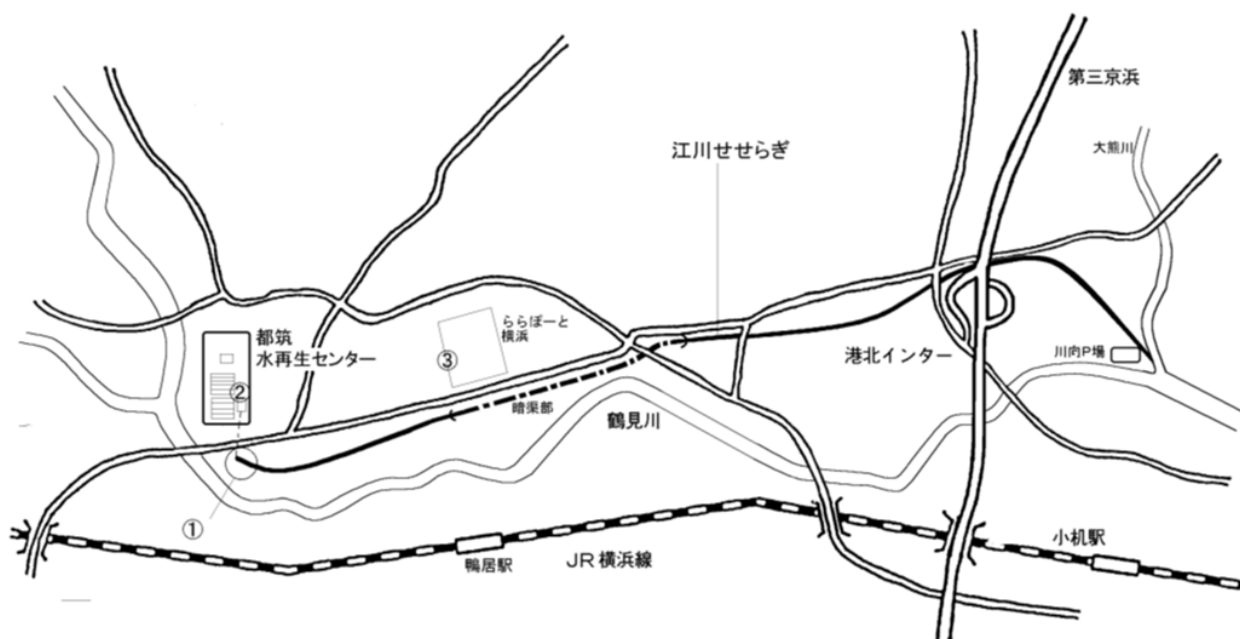 第三京浜
大熊川
江川せせらぎ
ららぽーと
横浜
都筑
水再生センター
港北インター
川向P場
③
②
暗渠部
鶴見川
①
小机駅
鴨居駅
JR横浜線